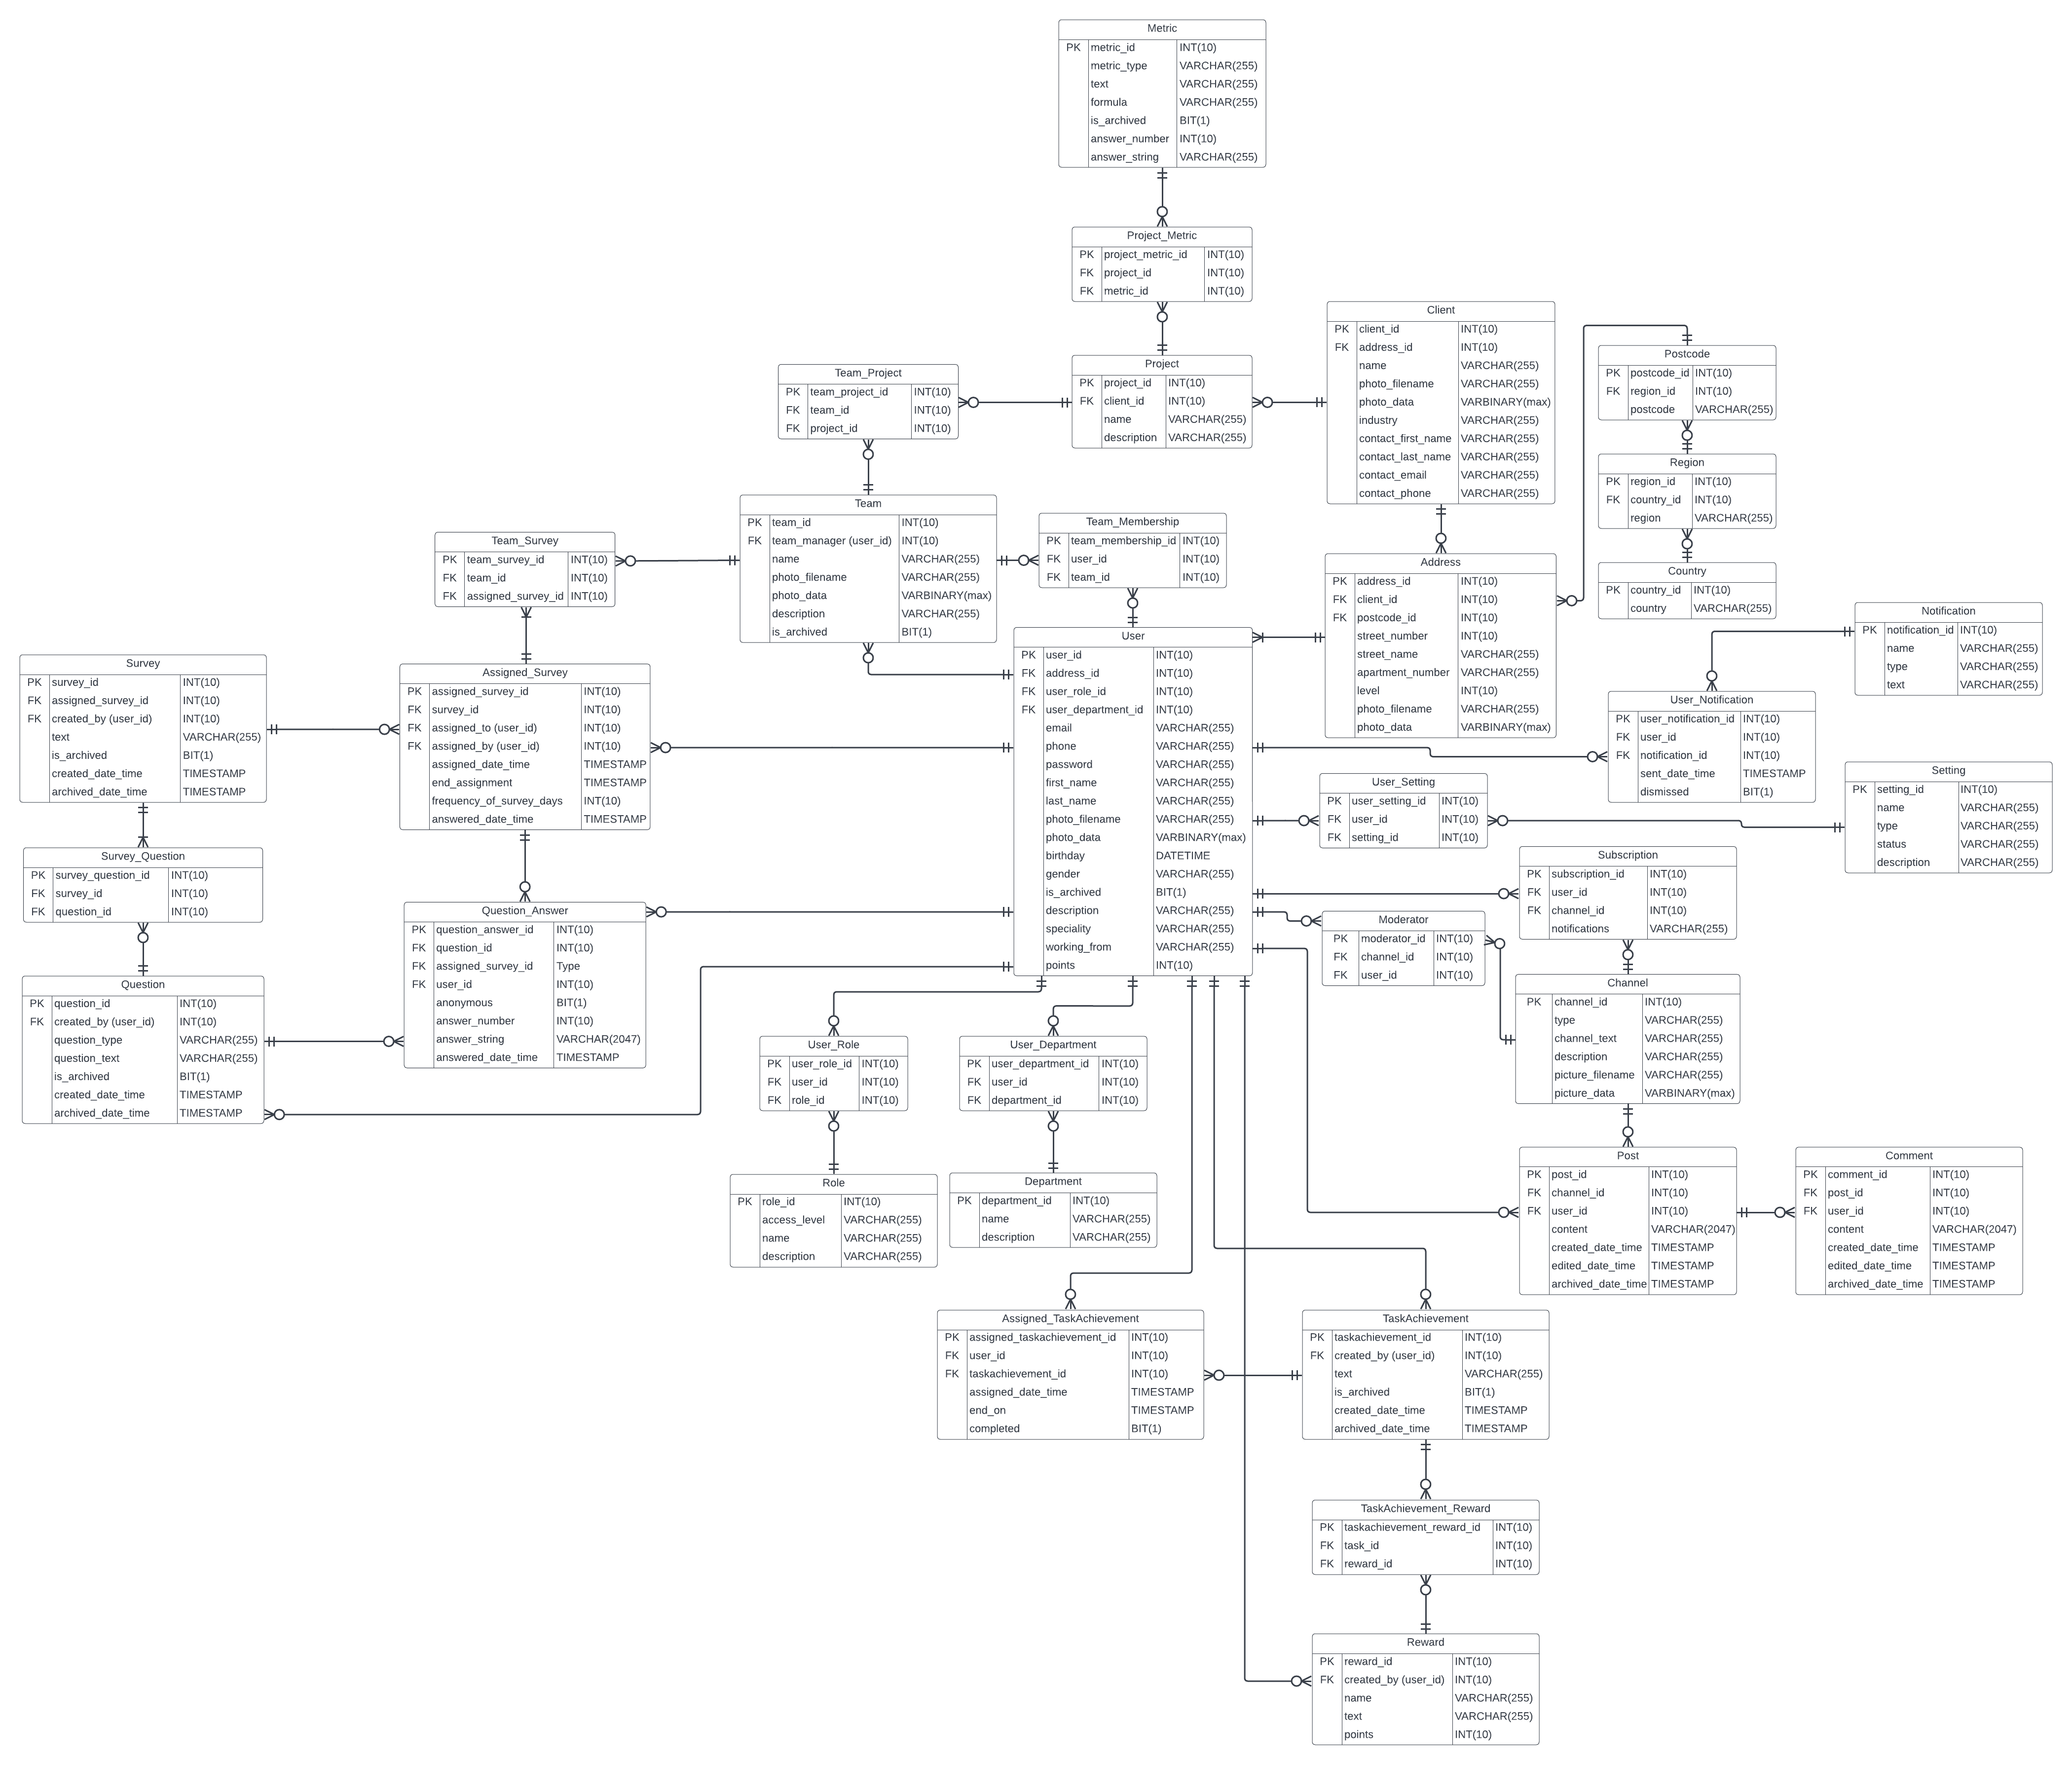 Metric
PK metric_id INT(10)
metric_type VARCHAR(255)
text VARCHAR(255)
formula VARCHAR(255)
is_archived BIT(1)
answer_number INT(10)
answer_string VARCHAR(255)
Project_Metric
PK project_metric_id INT(10)
FK project_id INT(10)
FK metric_id INT(10)
Client
PK client_id INT(10)
FK address_id INT(10)
name VARCHAR(255)
photo_filename VARCHAR(255)
photo_data VARBINARY(max)
industry VARCHAR(255)
contact_first_name VARCHAR(255)
contact_last_name VARCHAR(255)
contact_email VARCHAR(255)
contact_phone VARCHAR(255)
Postcode
PK postcode_id INT(10)
FK region_id INT(10)
postcode VARCHAR(255)
Project
PK project_id INT(10)
FK client_id INT(10)
name VARCHAR(255)
description VARCHAR(255)
Team_Project
PK team_project_id INT(10)
FK team_id INT(10)
FK project_id INT(10)
Region
PK region_id INT(10)
FK country_id INT(10)
region VARCHAR(255)
Team
PK team_id INT(10)
FK team_manager (user_id) INT(10)
name VARCHAR(255)
photo_filename VARCHAR(255)
photo_data VARBINARY(max)
description VARCHAR(255)
is_archived BIT(1)
Team_Membership
PK team_membership_id INT(10)
FK user_id INT(10)
FK team_id INT(10)
Team_Survey
PK team_survey_id INT(10)
FK team_id INT(10)
FK assigned_survey_id INT(10)
Address
PK address_id INT(10)
FK client_id INT(10)
FK postcode_id INT(10)
street_number INT(10)
street_name VARCHAR(255)
apartment_number VARCHAR(255)
level INT(10)
photo_filename VARCHAR(255)
photo_data VARBINARY(max)
Country
PK country_id INT(10)
country VARCHAR(255)
Notification
PK notification_id INT(10)
name VARCHAR(255)
type VARCHAR(255)
text VARCHAR(255)
User
PK user_id INT(10)
FK address_id INT(10)
FK user_role_id INT(10)
FK user_department_id INT(10)
email VARCHAR(255)
phone VARCHAR(255)
password VARCHAR(255)
first_name VARCHAR(255)
last_name VARCHAR(255)
photo_filename VARCHAR(255)
photo_data VARBINARY(max)
birthday DATETIME
gender VARCHAR(255)
is_archived BIT(1)
description VARCHAR(255)
speciality VARCHAR(255)
working_from VARCHAR(255)
points INT(10)
Survey
PK survey_id INT(10)
FK assigned_survey_id INT(10)
FK created_by (user_id) INT(10)
text VARCHAR(255)
is_archived BIT(1)
created_date_time TIMESTAMP
archived_date_time TIMESTAMP
Assigned_Survey
PK assigned_survey_id INT(10)
FK survey_id INT(10)
FK assigned_to (user_id) INT(10)
FK assigned_by (user_id) INT(10)
assigned_date_time TIMESTAMP
end_assignment TIMESTAMP
frequency_of_survey_days INT(10)
answered_date_time TIMESTAMP
User_Notification
PK user_notification_id INT(10)
FK user_id INT(10)
FK notification_id INT(10)
sent_date_time TIMESTAMP
dismissed BIT(1)
Setting
PK setting_id INT(10)
name VARCHAR(255)
type VARCHAR(255)
status VARCHAR(255)
description VARCHAR(255)
User_Setting
PK user_setting_id INT(10)
FK user_id INT(10)
FK setting_id INT(10)
Survey_Question
PK survey_question_id INT(10)
FK survey_id INT(10)
FK question_id INT(10)
Subscription
PK subscription_id INT(10)
FK user_id INT(10)
FK channel_id INT(10)
notifications VARCHAR(255)
Question_Answer
PK question_answer_id INT(10)
FK question_id INT(10)
FK assigned_survey_id Type
FK user_id INT(10)
anonymous BIT(1)
answer_number INT(10)
answer_string VARCHAR(2047)
answered_date_time TIMESTAMP
Moderator
PK moderator_id INT(10)
FK channel_id INT(10)
FK user_id INT(10)
Question
PK question_id INT(10)
FK created_by (user_id) INT(10)
question_type VARCHAR(255)
question_text VARCHAR(255)
is_archived BIT(1)
created_date_time TIMESTAMP
archived_date_time TIMESTAMP
Channel
PK channel_id INT(10)
type VARCHAR(255)
channel_text VARCHAR(255)
description VARCHAR(255)
picture_filename VARCHAR(255)
picture_data VARBINARY(max)
User_Role
PK user_role_id INT(10)
FK user_id INT(10)
FK role_id INT(10)
User_Department
PK user_department_id INT(10)
FK user_id INT(10)
FK department_id INT(10)
Role
PK role_id INT(10)
access_level VARCHAR(255)
name VARCHAR(255)
description VARCHAR(255)
Department
PK department_id INT(10)
name VARCHAR(255)
description VARCHAR(255)
Post
PK post_id INT(10)
FK channel_id INT(10)
FK user_id INT(10)
content VARCHAR(2047)
created_date_time TIMESTAMP
edited_date_time TIMESTAMP
archived_date_time TIMESTAMP
Comment
PK comment_id INT(10)
FK post_id INT(10)
FK user_id INT(10)
content VARCHAR(2047)
created_date_time TIMESTAMP
edited_date_time TIMESTAMP
archived_date_time TIMESTAMP
Assigned_TaskAchievement
PK assigned_taskachievement_id INT(10)
FK user_id INT(10)
FK taskachievement_id INT(10)
assigned_date_time TIMESTAMP
end_on TIMESTAMP
completed BIT(1)
TaskAchievement
PK taskachievement_id INT(10)
FK created_by (user_id) INT(10)
text VARCHAR(255)
is_archived BIT(1)
created_date_time TIMESTAMP
archived_date_time TIMESTAMP
TaskAchievement_Reward
PK taskachievement_reward_id INT(10)
FK task_id INT(10)
FK reward_id INT(10)
Reward
PK reward_id INT(10)
FK created_by (user_id) INT(10)
name VARCHAR(255)
text VARCHAR(255)
points INT(10)